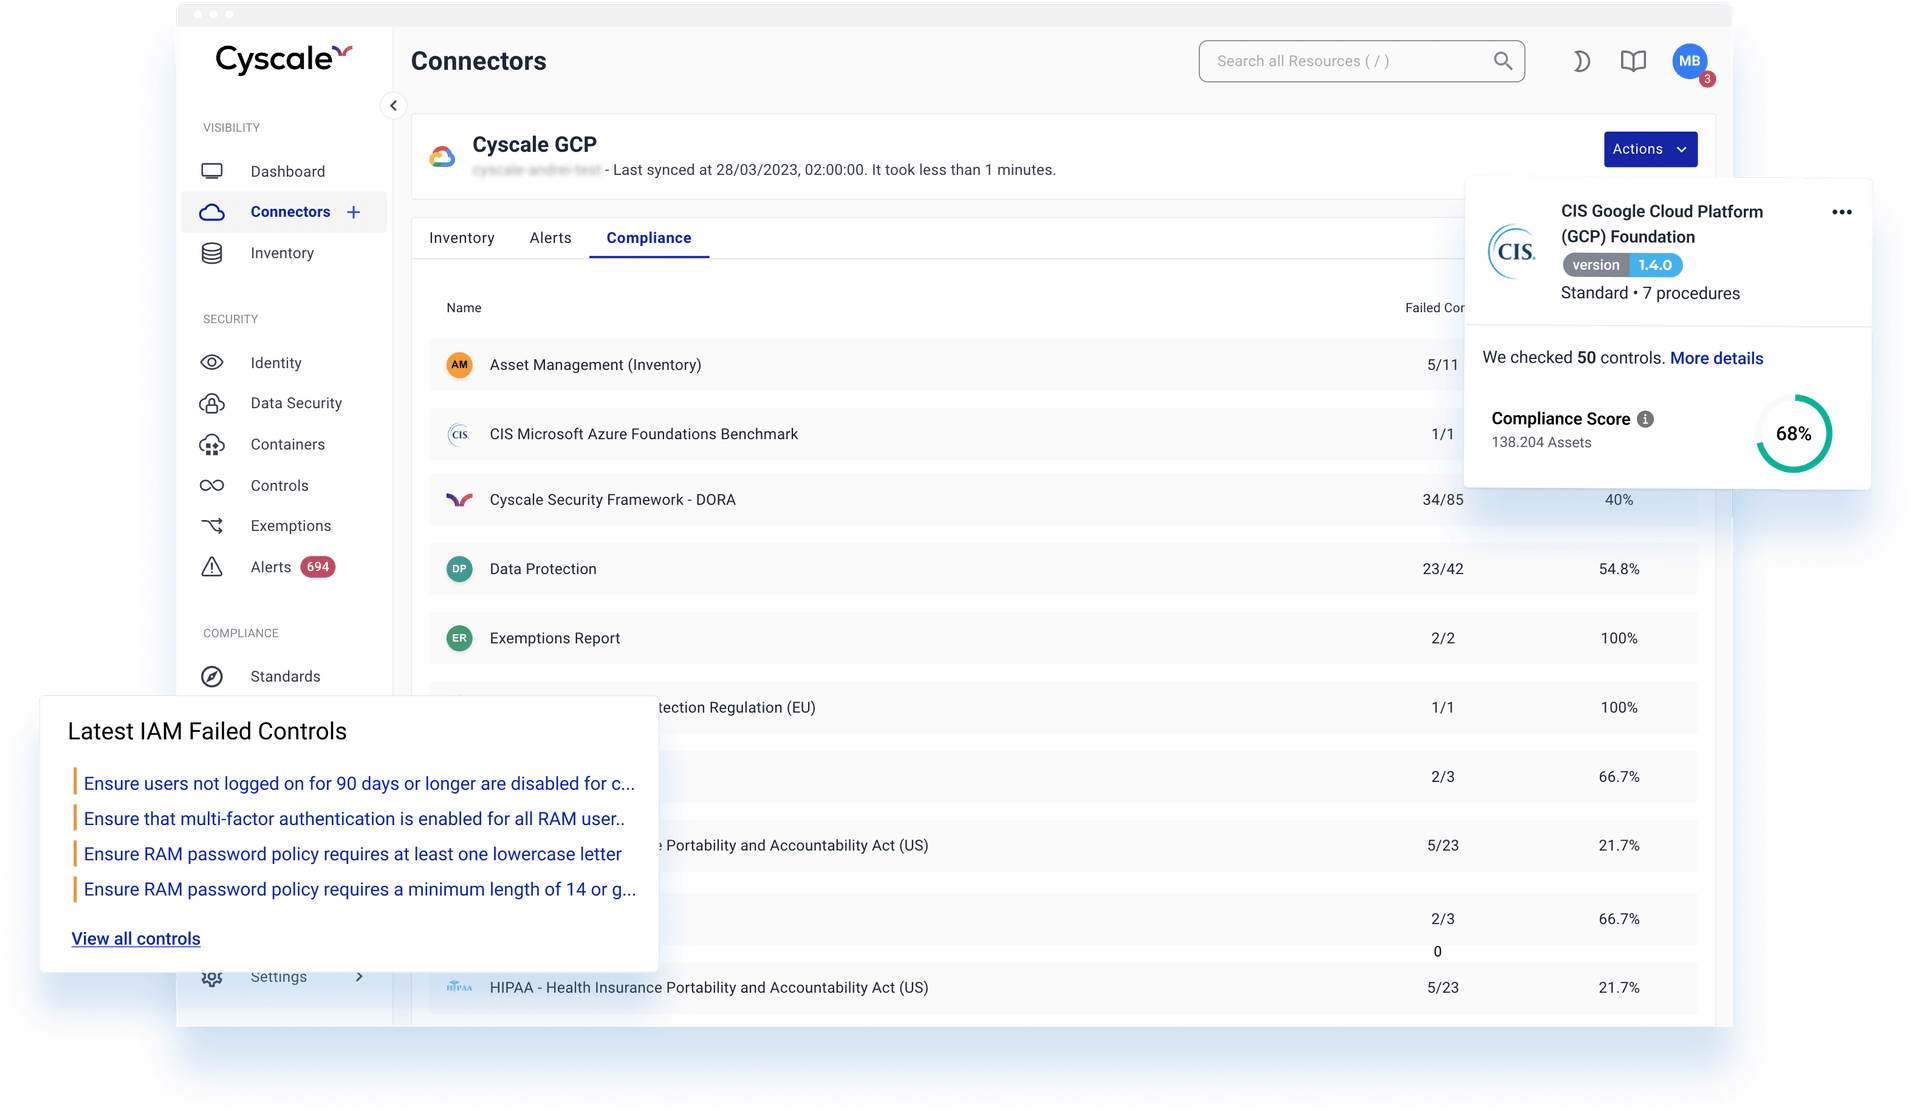 Cyscale
Connectors
Search all Resources ( / )
MB
3
VISIBILITY
Dashboard
Connectors +
Inventory
SECURITY
Identity
Data Security
Containers
Controls
Exemptions
Alerts 694
COMPLIANCE
Standards
Settings
Cyscale GCP
cyscale-andrei-test - Last synced at 28/03/2023, 02:00:00. It took less than 1 minutes.
Actions
Inventory Alerts Compliance
Name Failed Cor
AM Asset Management (Inventory) 5/11
CIS. CIS Microsoft Azure Foundations Benchmark 1/1
Cyscale Security Framework - DORA 34/85 40%
DP Data Protection 23/42 54.8%
ER Exemptions Report 2/2 100%
tection Regulation (EU) 1/1 100%
2/3 66.7%
e Portability and Accountability Act (US) 5/23 21.7%
2/3 66.7%
0
HIPAA HIPAA - Health Insurance Portability and Accountability Act (US) 5/23 21.7%
CIS.
CIS Google Cloud Platform
(GCP) Foundation
version 1.4.0
Standard • 7 procedures
We checked 50 controls. More details
Compliance Score i
138.204 Assets
68%
Latest IAM Failed Controls
Ensure users not logged on for 90 days or longer are disabled for c...
Ensure that multi-factor authentication is enabled for all RAM user..
Ensure RAM password policy requires at least one lowercase letter
Ensure RAM password policy requires a minimum length of 14 or g...
View all controls